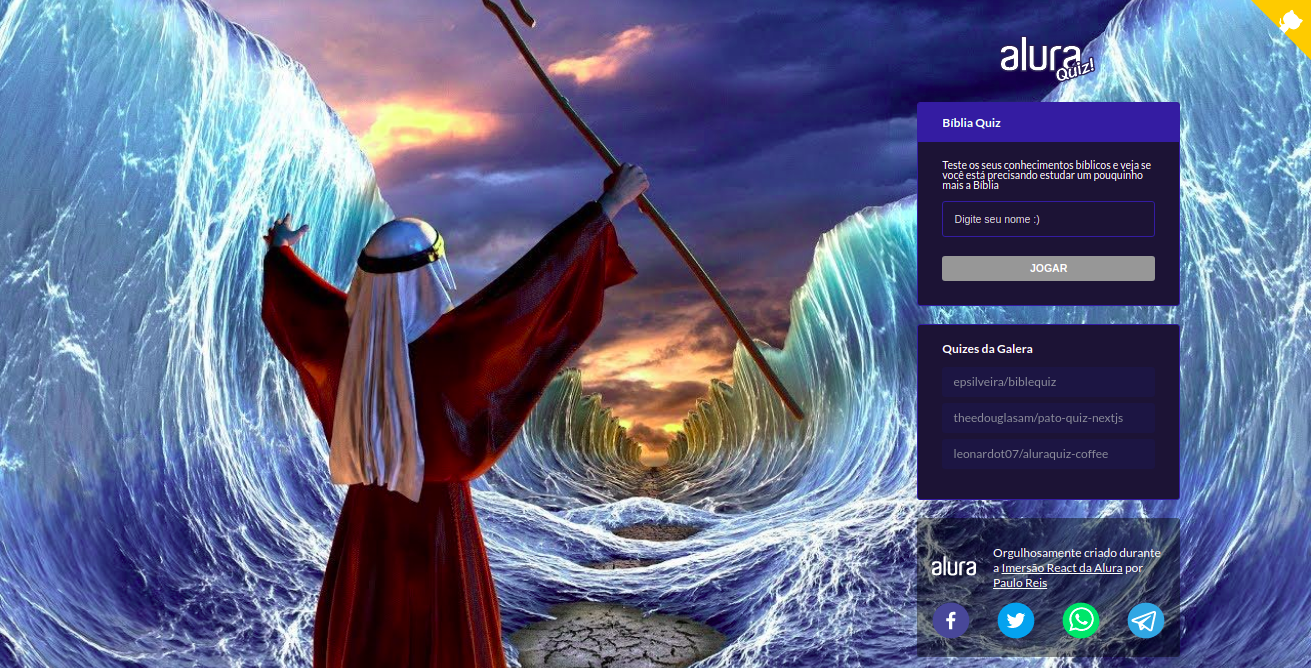 alura
Quiz!
Bíblia Quiz
Teste os seus conhecimentos bíblicos e veja se
você está precisando estudar um pouquinho
mais a Bíblia
Digite seu nome :)
JOGAR
Quizes da Galera
epsilveira/biblequiz
theedouglasam/pato-quiz-nextjs
leonardot07/aluraquiz-coffee
alura
Orgulhosamente criado durante
a Imersão React da Alura por
Paulo Reis